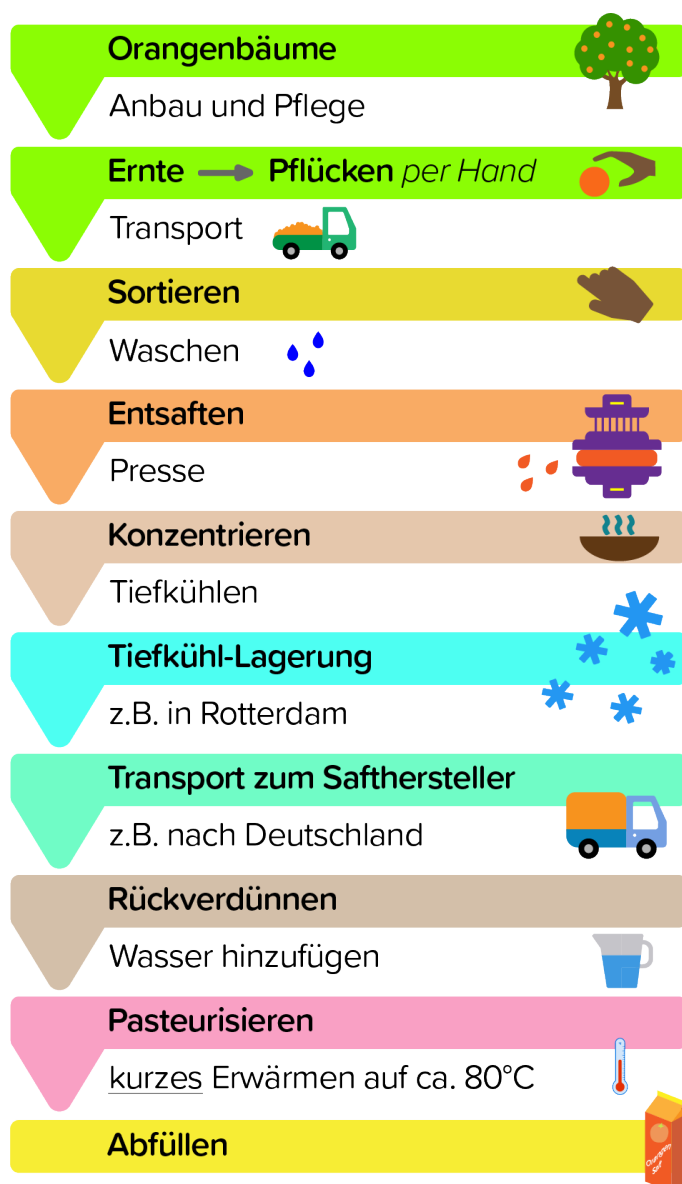 Orangenbäume
Anbau und Pflege
Ernte → Pflücken per Hand
Transport
Sortieren
Waschen
Entsaften
Presse
Konzentrieren
Tiefkühlen
Tiefkühl-Lagerung
z.B. in Rotterdam
Transport zum Safthersteller
z.B. nach Deutschland
Rückverdünnen
Wasser hinzufügen
Pasteurisieren
kurzes Erwärmen auf ca. 80°C
Abfüllen